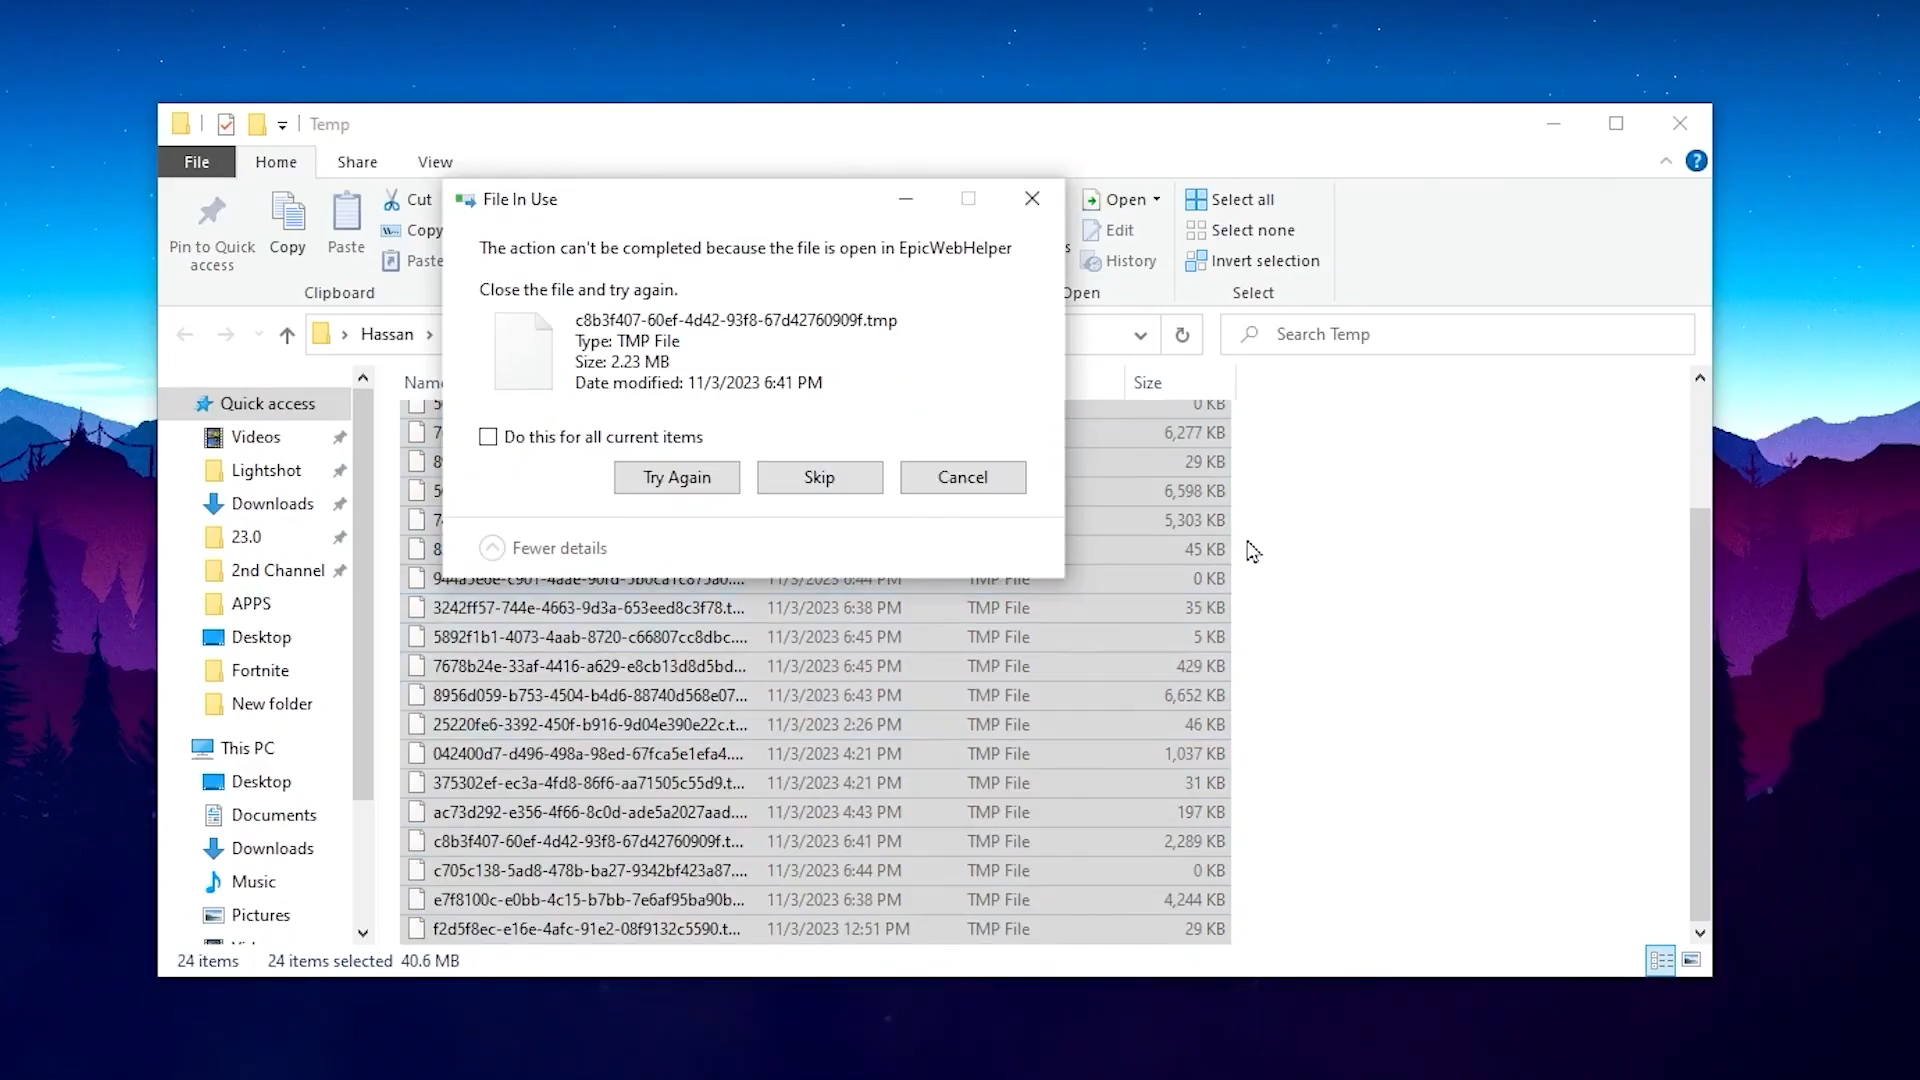 Temp
File
Home
Share
View
?
Pin to Quick
access
Copy
Paste
Cut
Copy
Paste
Clipboard
Open
Edit
History
Open
Select all
Select none
Invert selection
Select
Hassan
Search Temp
File In Use
The action can't be completed because the file is open in EpicWebHelper
Close the file and try again.
c8b3f407-60ef-4d42-93f8-67d42760909f.tmp
Type: TMP File
Size: 2.23 MB
Date modified: 11/3/2023 6:41 PM
Do this for all current items
Try Again
Skip
Cancel
Fewer details
Quick access
Videos
Lightshot
Downloads
23.0
2nd Channel
APPS
Desktop
Fortnite
New folder
This PC
Desktop
Documents
Downloads
Music
Pictures
Size
0 KB
6,277 KB
29 KB
6,598 KB
5,303 KB
45 KB
11/3/2023 6:44 PM TMP File 0 KB
3242ff57-744e-4663-9d3a-653eed8c3f78.t... 11/3/2023 6:38 PM TMP File 35 KB
5892f1b1-4073-4aab-8720-c66807cc8dbc.... 11/3/2023 6:45 PM TMP File 5 KB
7678b24e-33af-4416-a629-e8cb13d8d5bd... 11/3/2023 6:45 PM TMP File 429 KB
8956d059-b753-4504-b4d6-88740d568e07... 11/3/2023 6:43 PM TMP File 6,652 KB
25220fe6-3392-450f-b916-9d04e390e22c.t... 11/3/2023 2:26 PM TMP File 46 KB
042400d7-d496-498a-98ed-67fca5e1efa4.... 11/3/2023 4:21 PM TMP File 1,037 KB
375302ef-ec3a-4fd8-86f6-aa71505c55d9.t... 11/3/2023 4:21 PM TMP File 31 KB
ac73d292-e356-4f66-8c0d-ade5a2027aad.... 11/3/2023 4:43 PM TMP File 197 KB
c8b3f407-60ef-4d42-93f8-67d42760909f.t... 11/3/2023 6:41 PM TMP File 2,289 KB
c705c138-5ad8-478b-ba27-9342bf423a87.... 11/3/2023 6:44 PM TMP File 0 KB
e7f8100c-e0bb-4c15-b7bb-7e6af95ba90b... 11/3/2023 6:38 PM TMP File 4,244 KB
f2d5f8ec-e16e-4afc-91e2-08f9132c5590.t... 11/3/2023 12:51 PM TMP File 29 KB
24 items 24 items selected 40.6 MB